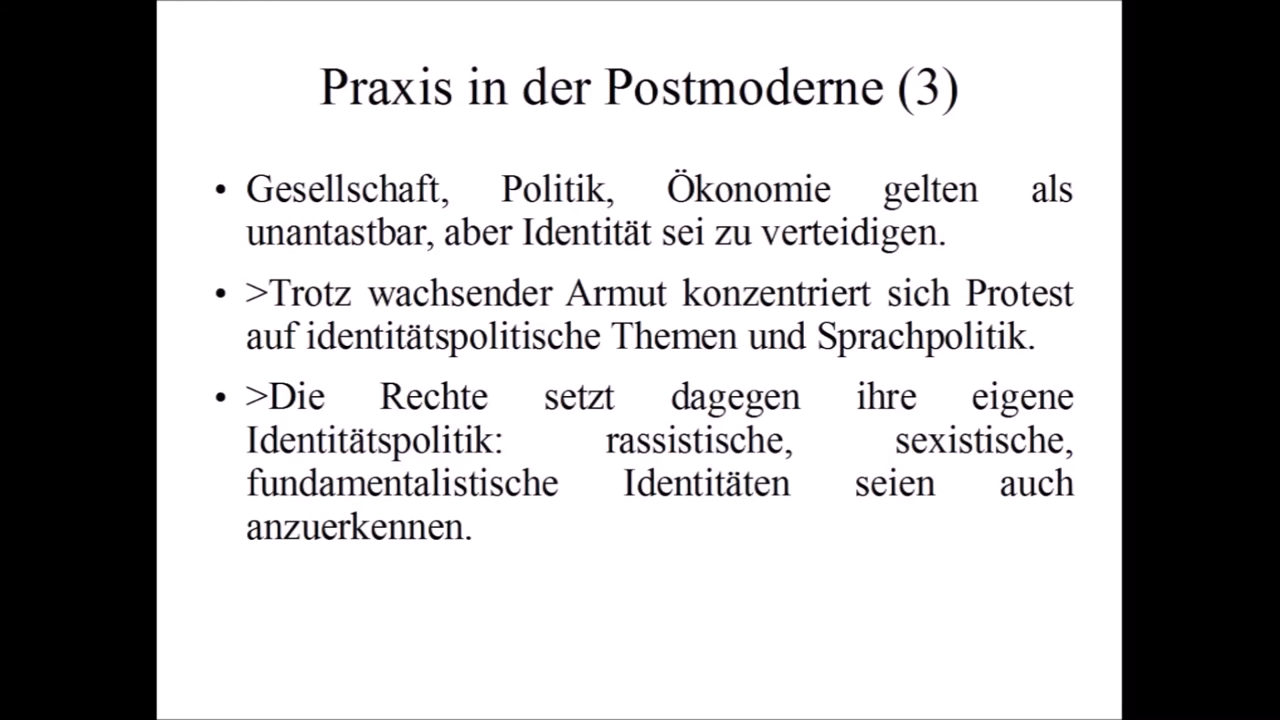 Praxis in der Postmoderne (3)
• Gesellschaft, Politik, Ökonomie gelten als
unantastbar, aber Identität sei zu verteidigen.
• >Trotz wachsender Armut konzentriert sich Protest
auf identitätspolitische Themen und Sprachpolitik.
• >Die Rechte setzt dagegen ihre eigene
Identitätspolitik: rassistische, sexistische,
fundamentalistische Identitäten seien auch
anzuerkennen.